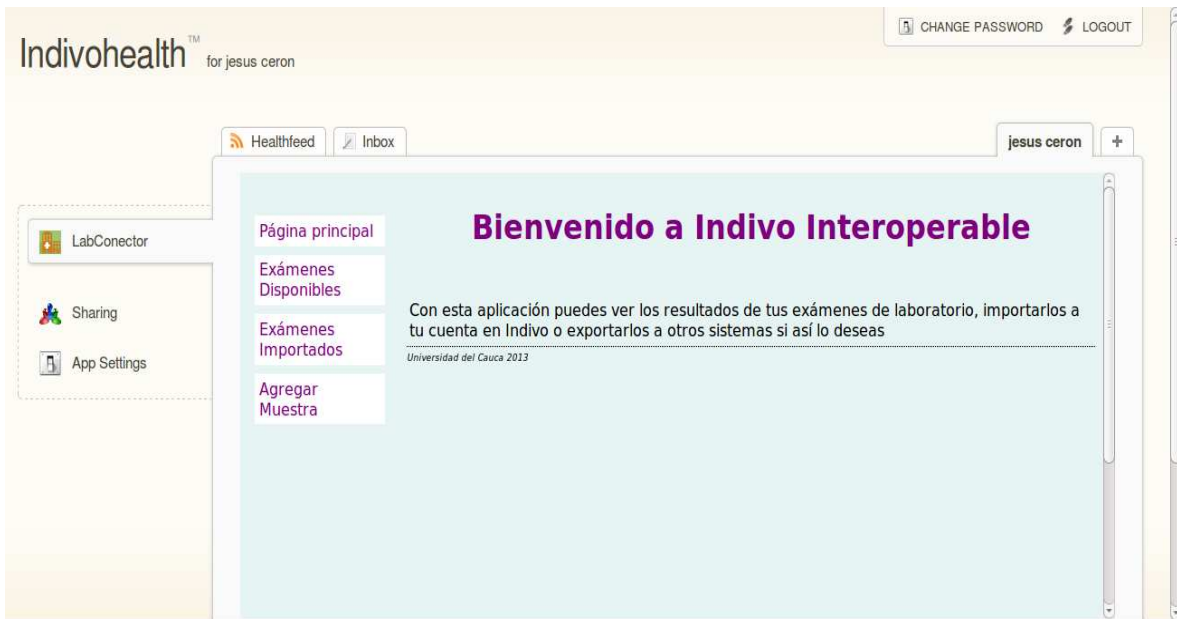 CHANGE PASSWORD LOGOUT
Indivohealth™ for jesus ceron
Healthfeed Inbox jesus ceron +
LabConector
Sharing
App Settings
Página principal
Exámenes
Disponibles
Exámenes
Importados
Agregar
Muestra
Bienvenido a Indivo Interoperable
Con esta aplicación puedes ver los resultados de tus exámenes de laboratorio, importarlos a
tu cuenta en Indivo o exportarlos a otros sistemas si así lo deseas
Universidad del Cauca 2013